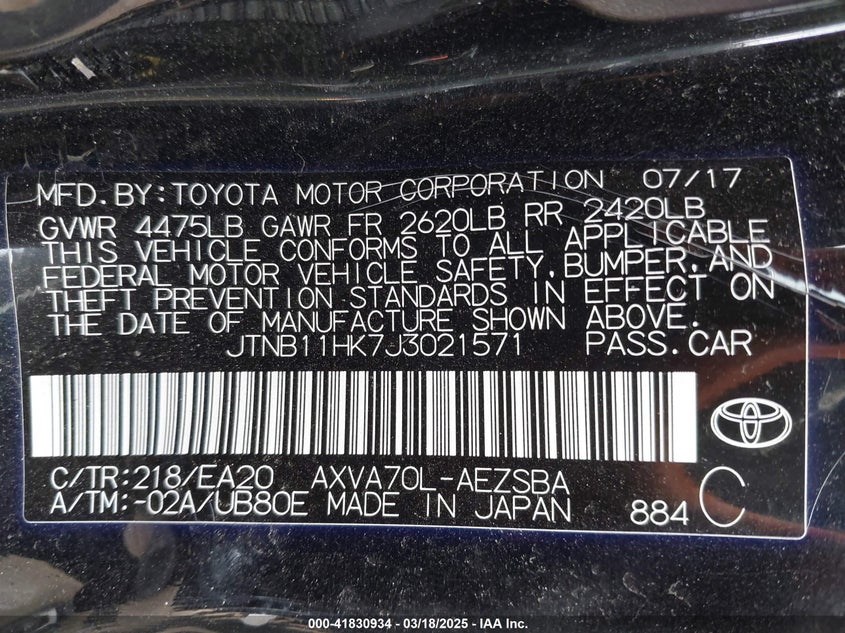 MFD.BY:TOYOTA MOTOR CORPORATION 07/17
GVWR 4475LB GAWR FR 2620LB RR 2420LB
THIS VEHICLE CONFORMS TO ALL APPLICABLE
FEDERAL MOTOR VEHICLE SAFETY,BUMPER,AND
THEFT PREVENTION STANDARDS IN EFFECT ON
THE DATE OF MANUFACTURE SHOWN ABOVE.
JTNB11HK7J3021571 PASS.CAR
C/TR:218/EA20 AXVA70L-AEZSBA
A/TM:-02A/UB80E MADE IN JAPAN 884 C
000-41830934 - 03/18/2025 - IAA Inc.